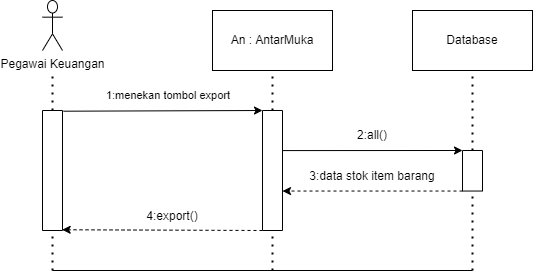 Pegawai Keuangan
An : AntarMuka
Database
1:menekan tombol export
2:all()
3:data stok item barang
4:export()